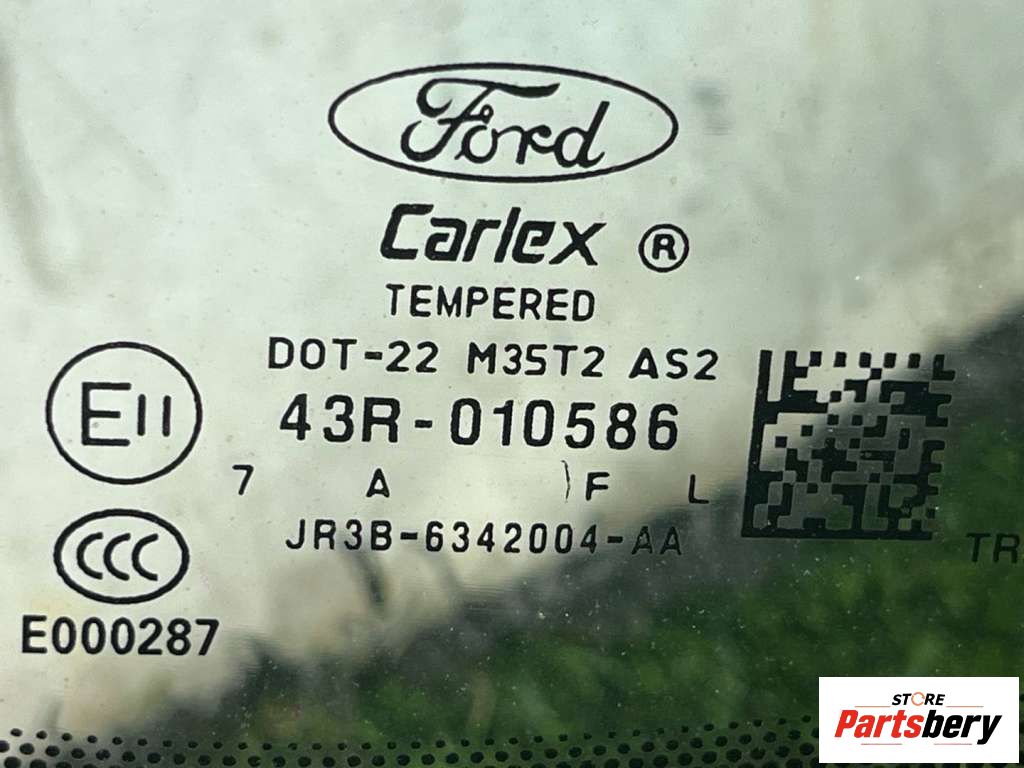 Ford
Carlex ®
TEMPERED
DOT-22 M35T2 AS2
E11
43R-010586
7 A F L
CCC
JR3B-6342004-AA
TR
E000287
STORE
Partsbery